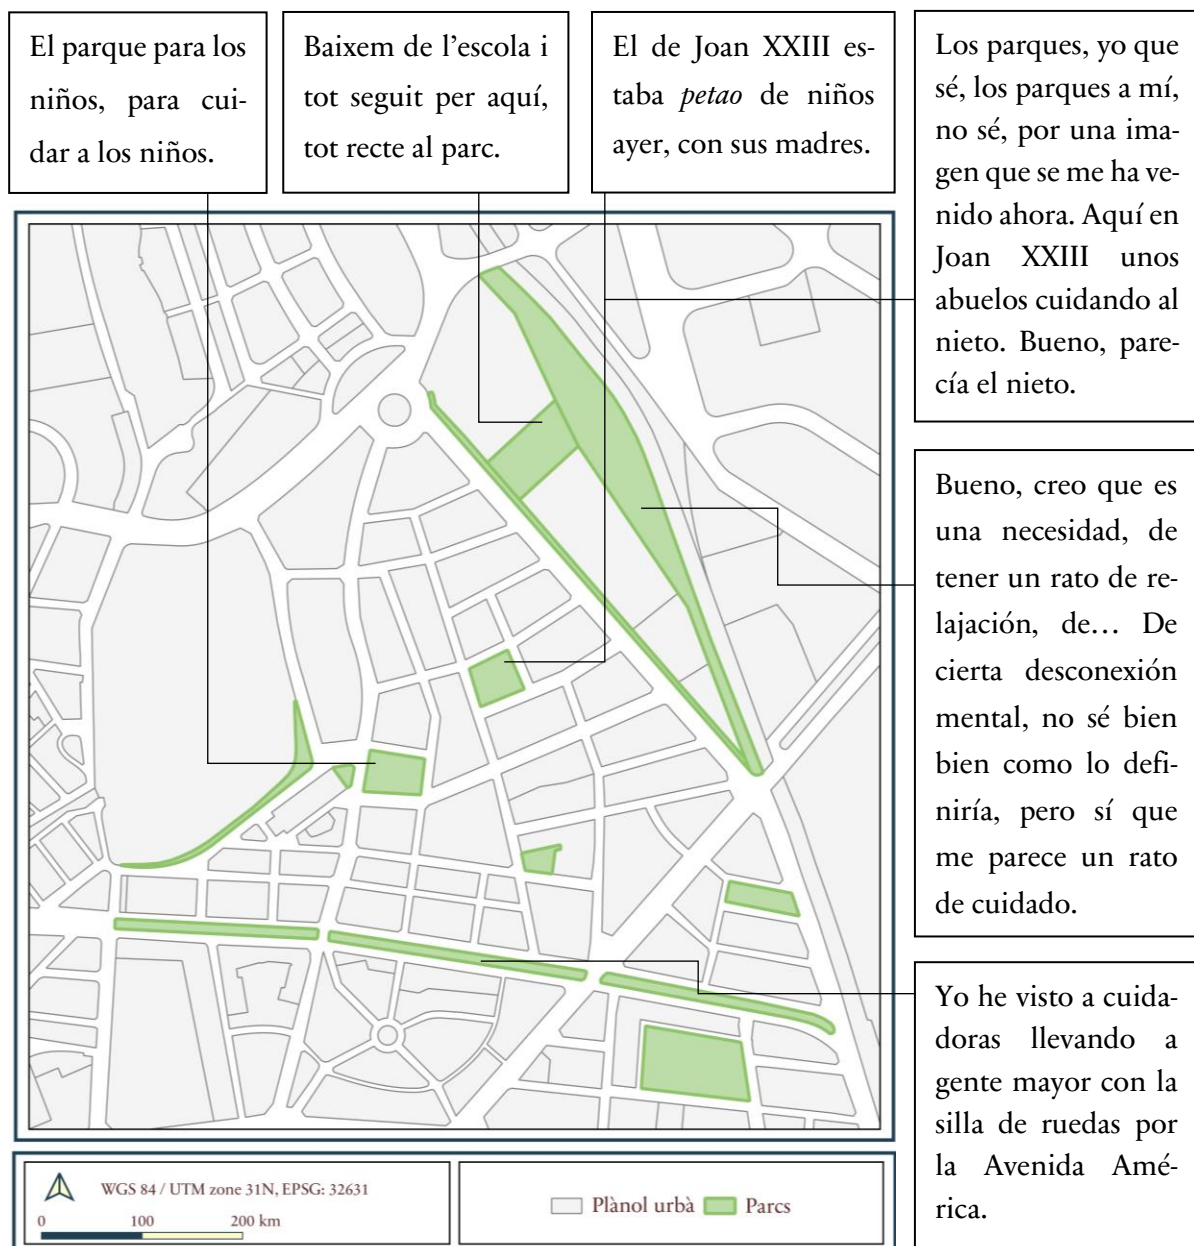 El parque para los
niños, para cui-
dar a los niños.
Baixem de l’escola i
tot seguit per aquí,
tot recte al parc.
El de Joan XXIII es-
taba petao de niños
ayer, con sus madres.
Los parques, yo que
sé, los parques a mí,
no sé, por una ima-
gen que se me ha ve-
nido ahora. Aquí en
Joan XXIII unos
abuelos cuidando al
nieto. Bueno, pare-
cía el nieto.
Bueno, creo que es
una necesidad, de
tener un rato de re-
lajación, de… De
cierta desconexión
mental, no sé bien
bien como lo defi-
niría, pero sí que
me parece un rato
de cuidado.
Yo he visto a cuida-
doras llevando a
gente mayor con la
silla de ruedas por
la Avenida Amé-
rica.
WGS 84 / UTM zone 31N, EPSG: 32631
0 100 200 km
Plànol urbà Parcs